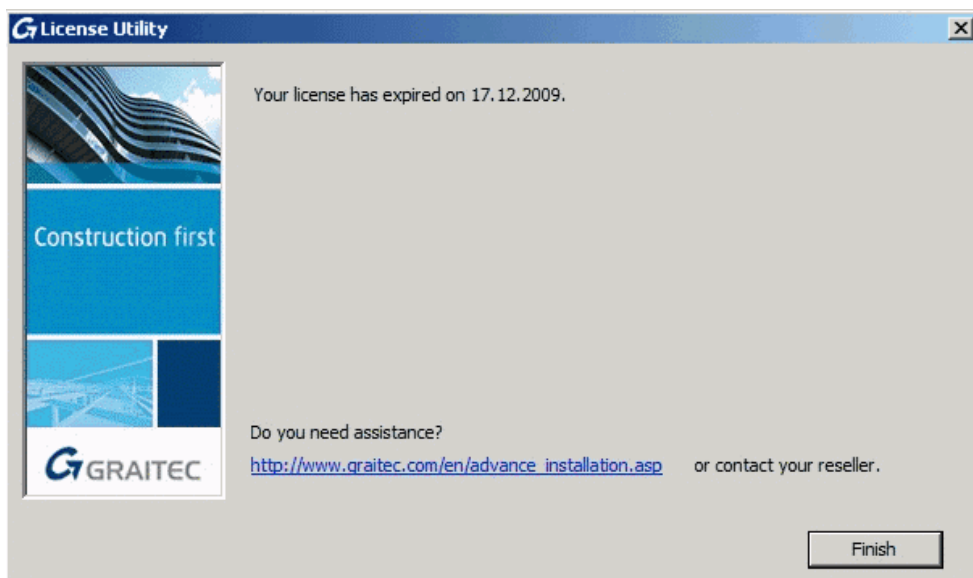 License Utility
Your license has expired on 17.12.2009.
Construction first
Do you need assistance?
http://www.graitec.com/en/advance_installation.asp or contact your reseller.
GRAITEC
Finish